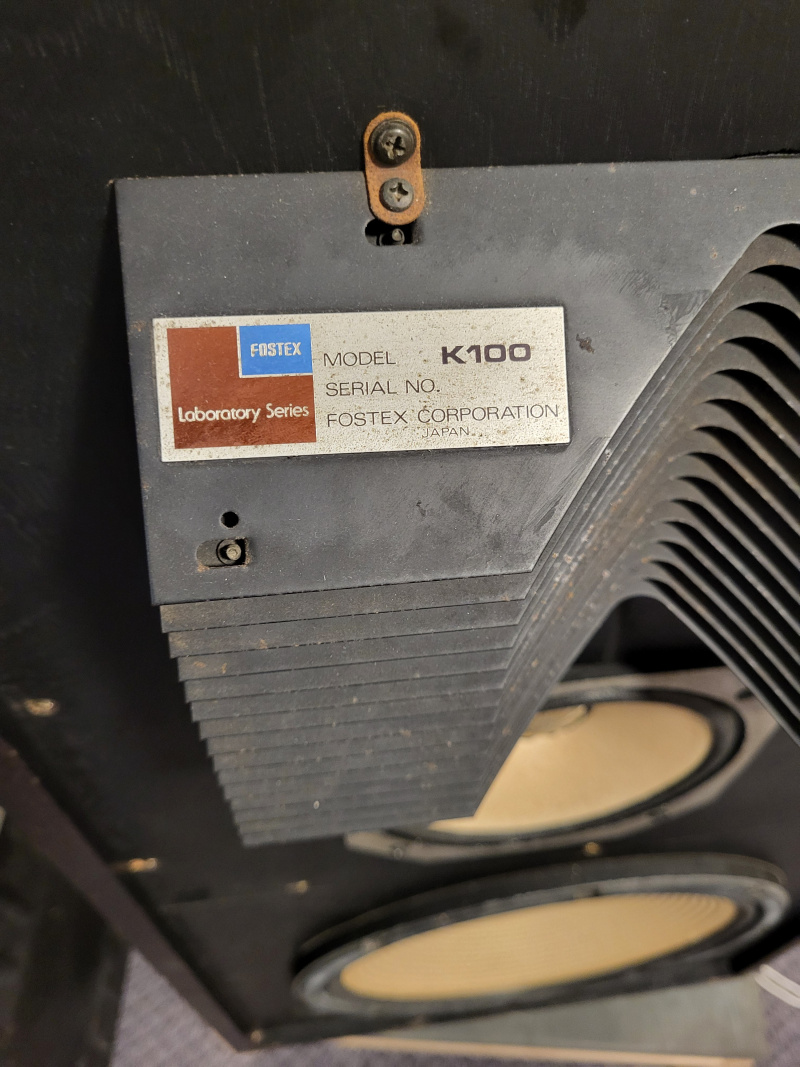 FOSTEX
Laboratory Series
MODEL K100
SERIAL NO.
FOSTEX CORPORATION
JAPAN